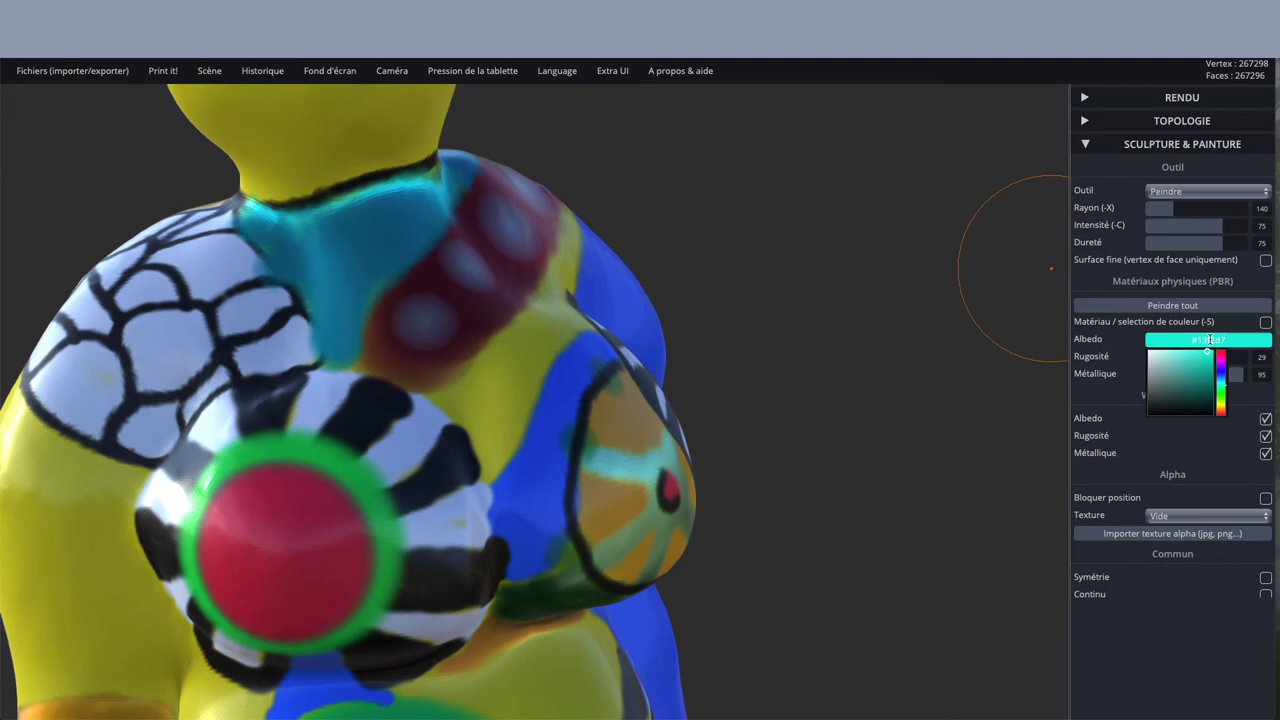 Fichiers (importer/exporter) Print it! Scène Historique Fond d'écran Caméra Pression de la tablette Language Extra UI A propos & aide
Vertex : 267298
Faces : 267296
RENDU
TOPOLOGIE
SCULPTURE & PAINTURE
Outil
Outil Peindre
Rayon (-X) 140
Intensité (-C) 75
Dureté 75
Surface fine (vertex de face uniquement)
Matériaux physiques (PBR)
Peindre tout
Matériau / selection de couleur (-S)
Albedo
Rugosité 29
Métallique 95
Albedo
Rugosité
Métallique
Alpha
Bloquer position
Texture Vide
Importer texture alpha (jpg, png...)
Commun
Symétrie
Continu